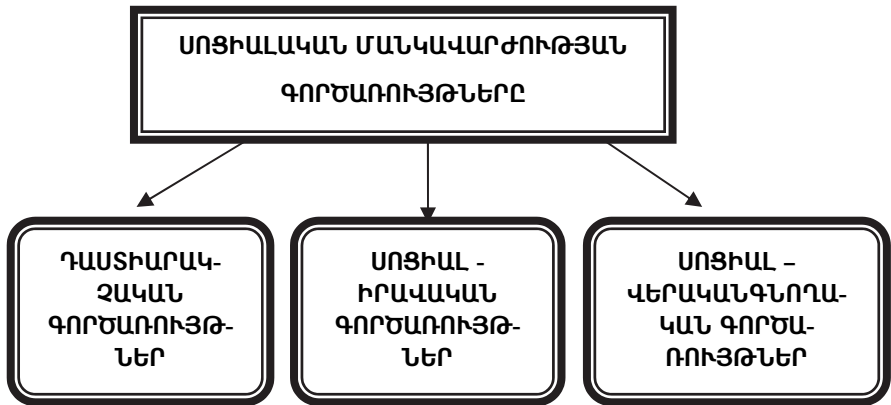 ՍՈՑԻԱԼԱԿԱՆ ՄԱՆԿԱՎԱՐԺՈՒԹՅԱՆ
ԳՈՐԾԱՌՈՒՅԹՆԵՐԸ
ԴԱՍՏԻԱՐԱԿ-
ՉԱԿԱՆ
ԳՈՐԾԱՌՈՒՅԹ-
ՆԵՐ
ՍՈՑԻԱԼ -
ԻՐԱՎԱԿԱՆ
ԳՈՐԾԱՌՈՒՅԹ-
ՆԵՐ
ՍՈՑԻԱԼ –
ՎԵՐԱԿԱՆԳՆՈՂԱ-
ԿԱՆ ԳՈՐԾԱ-
ՌՈՒՅԹՆԵՐ